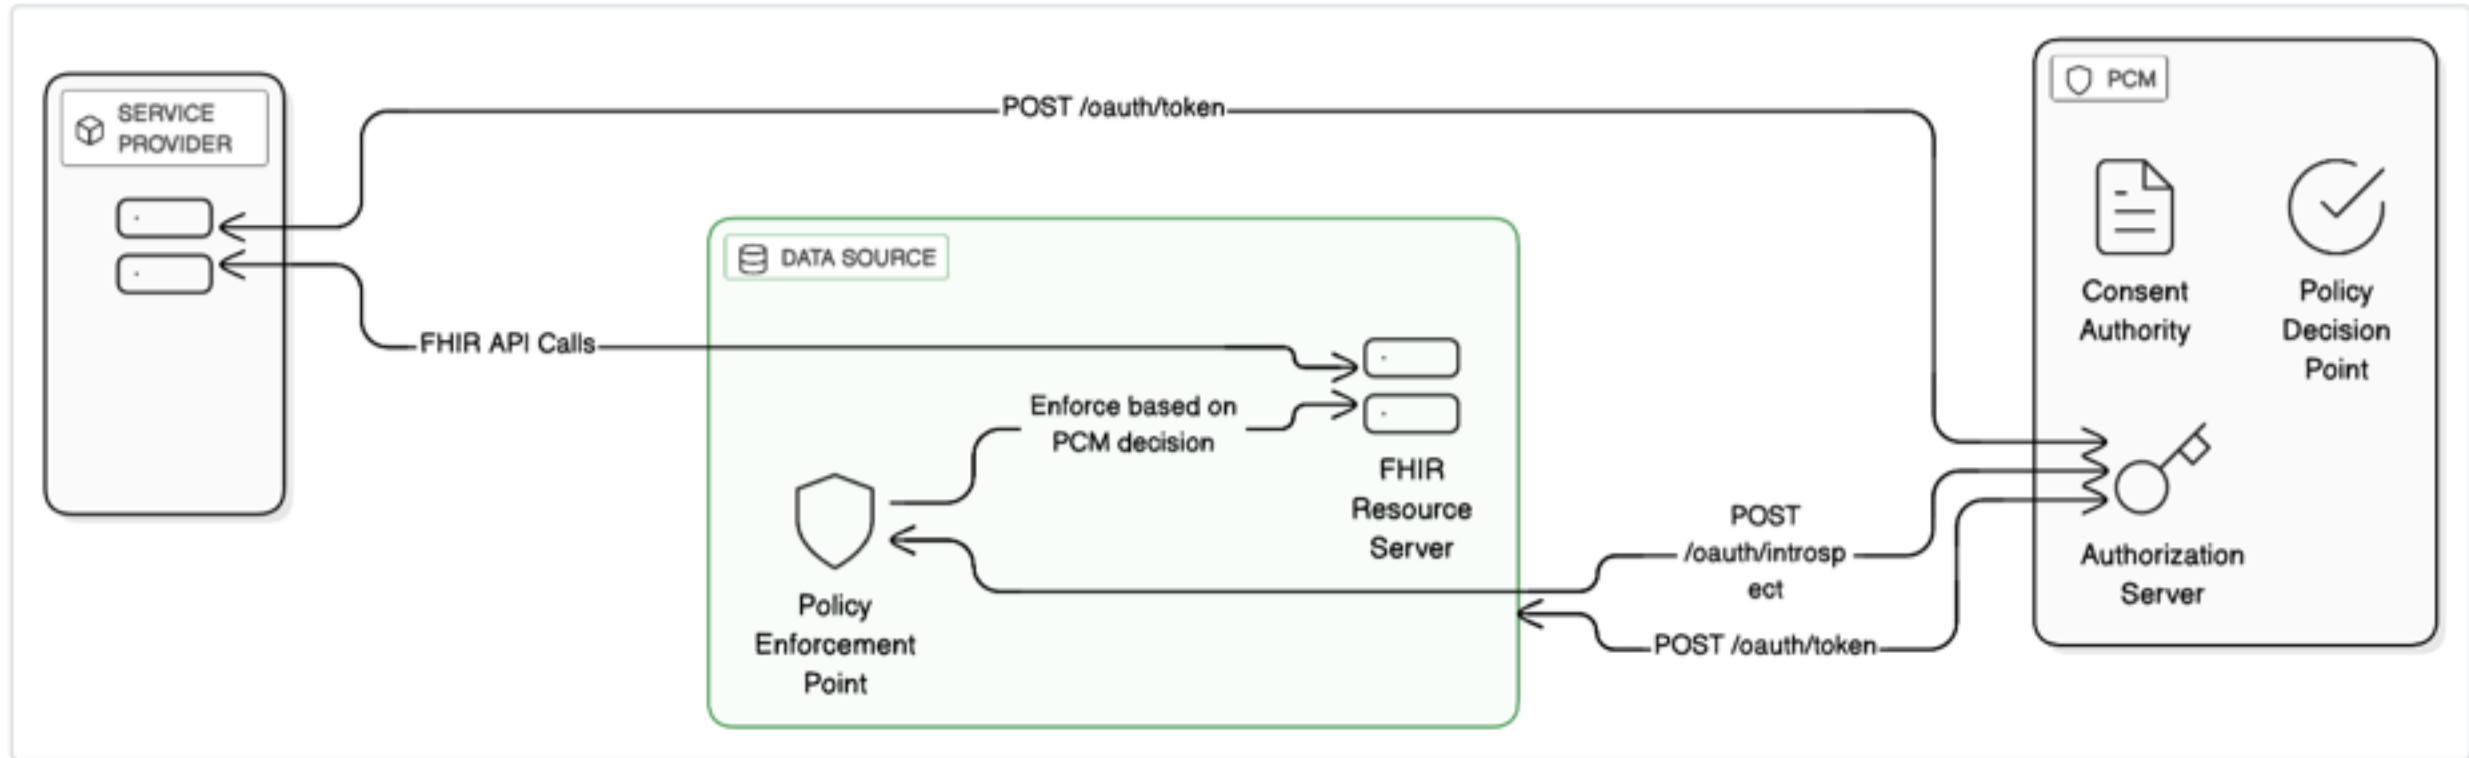 SERVICE
PROVIDER
POST /oauth/token
PCM
Consent
Authority
Policy
Decision
Point
DATA SOURCE
FHIR API Calls
Enforce based on
PCM decision
FHIR
Resource
Server
Policy
Enforcement
Point
POST
/oauth/introsp
ect
POST /oauth/token
Authorization
Server